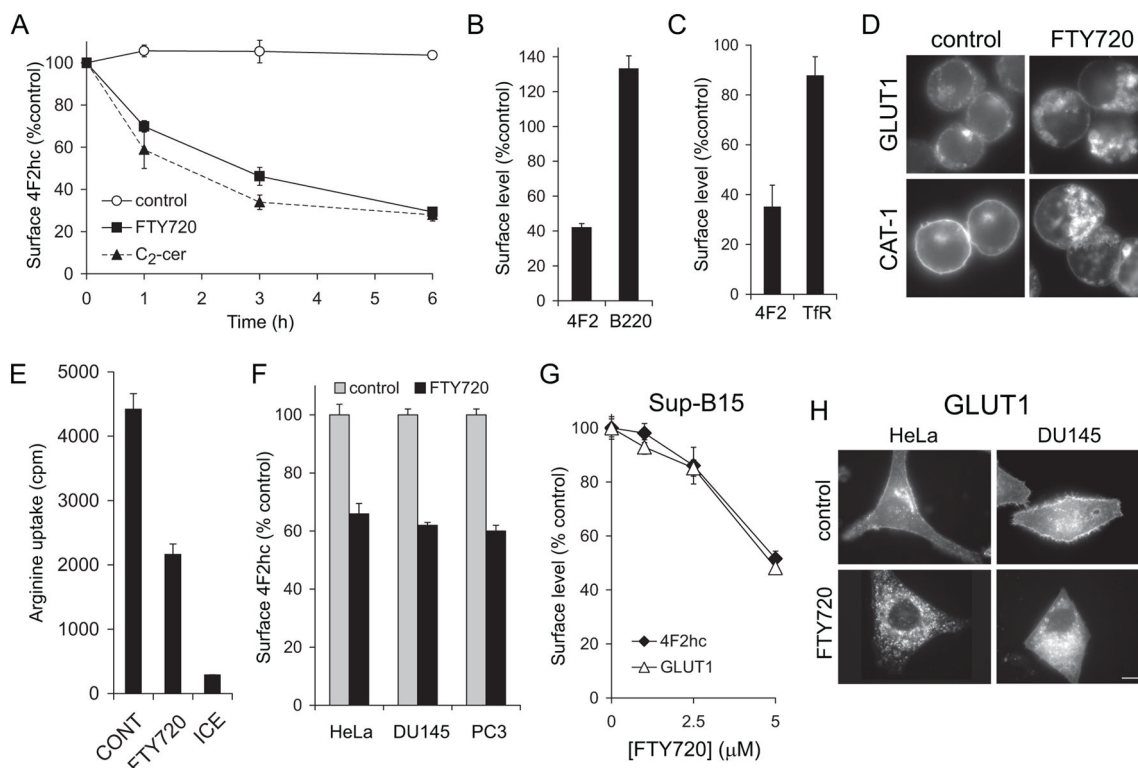 A
Surface 4F2hc (%control)
120
100
80
60
40
20
0
control
FTY720
C₂-cer
0 1 2 3 4 5 6
Time (h)
B
Surface level (%control)
140
120
100
80
60
40
20
0
4F2 B220
C
Surface level (%control)
100
80
60
40
20
0
4F2 TfR
D
control FTY720
GLUT1
CAT-1
E
Arginine uptake (cpm)
5000
4000
3000
2000
1000
0
CONT
FTY720
ICE
F
control FTY720
Surface 4F2hc (% control)
100
80
60
40
20
0
HeLa DU145 PC3
G
Sup-B15
Surface level (% control)
100
80
60
40
20
0
4F2hc
GLUT1
0 2.5 5
[FTY720] (μM)
H
GLUT1
HeLa DU145
control
FTY720